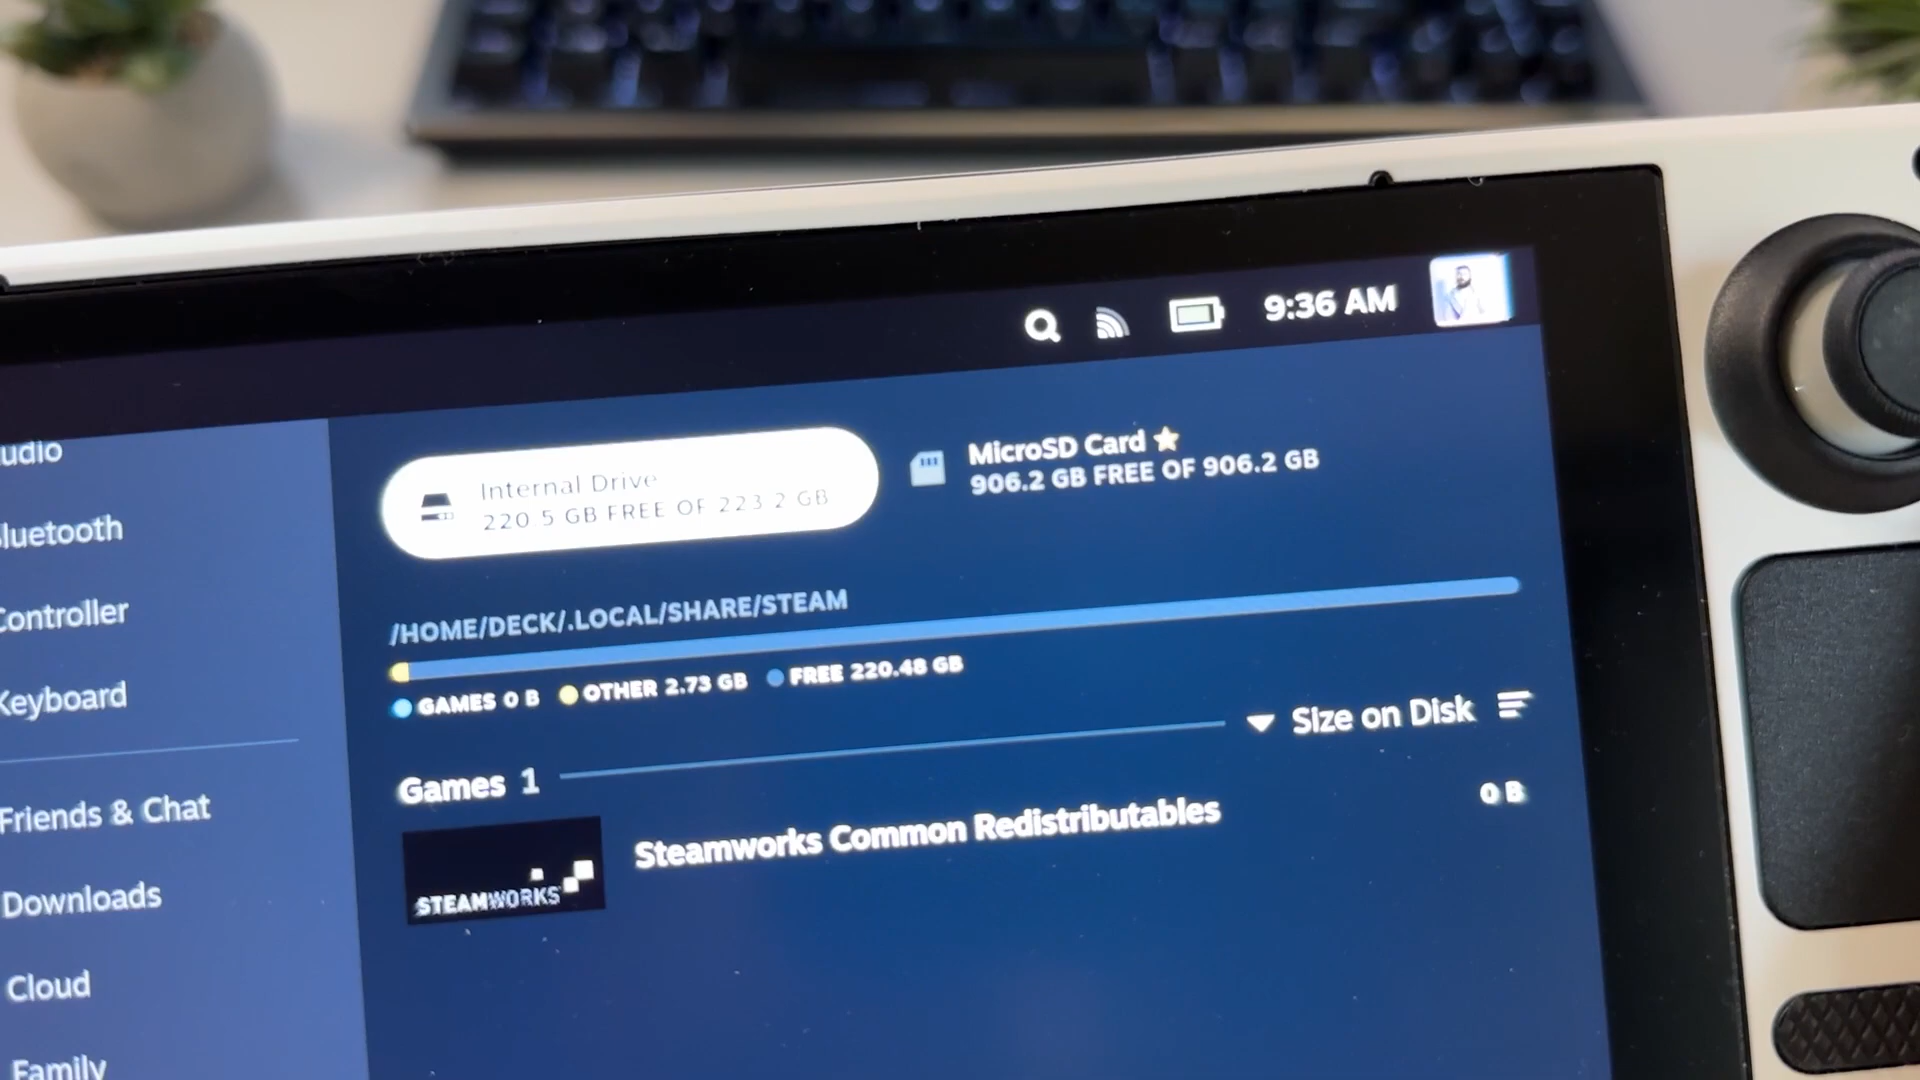 9:36 AM
udio
luetooth
Controller
Keyboard
Friends & Chat
Downloads
Cloud
Family
Internal Drive
220.5 GB FREE OF 223.2 GB
MicroSD Card
906.2 GB FREE OF 906.2 GB
/HOME/DECK/.LOCAL/SHARE/STEAM
GAMES 0 B OTHER 2.73 GB FREE 220.48 GB
Size on Disk
Games 1
Steamworks Common Redistributables
0 B
STEAMWORKS